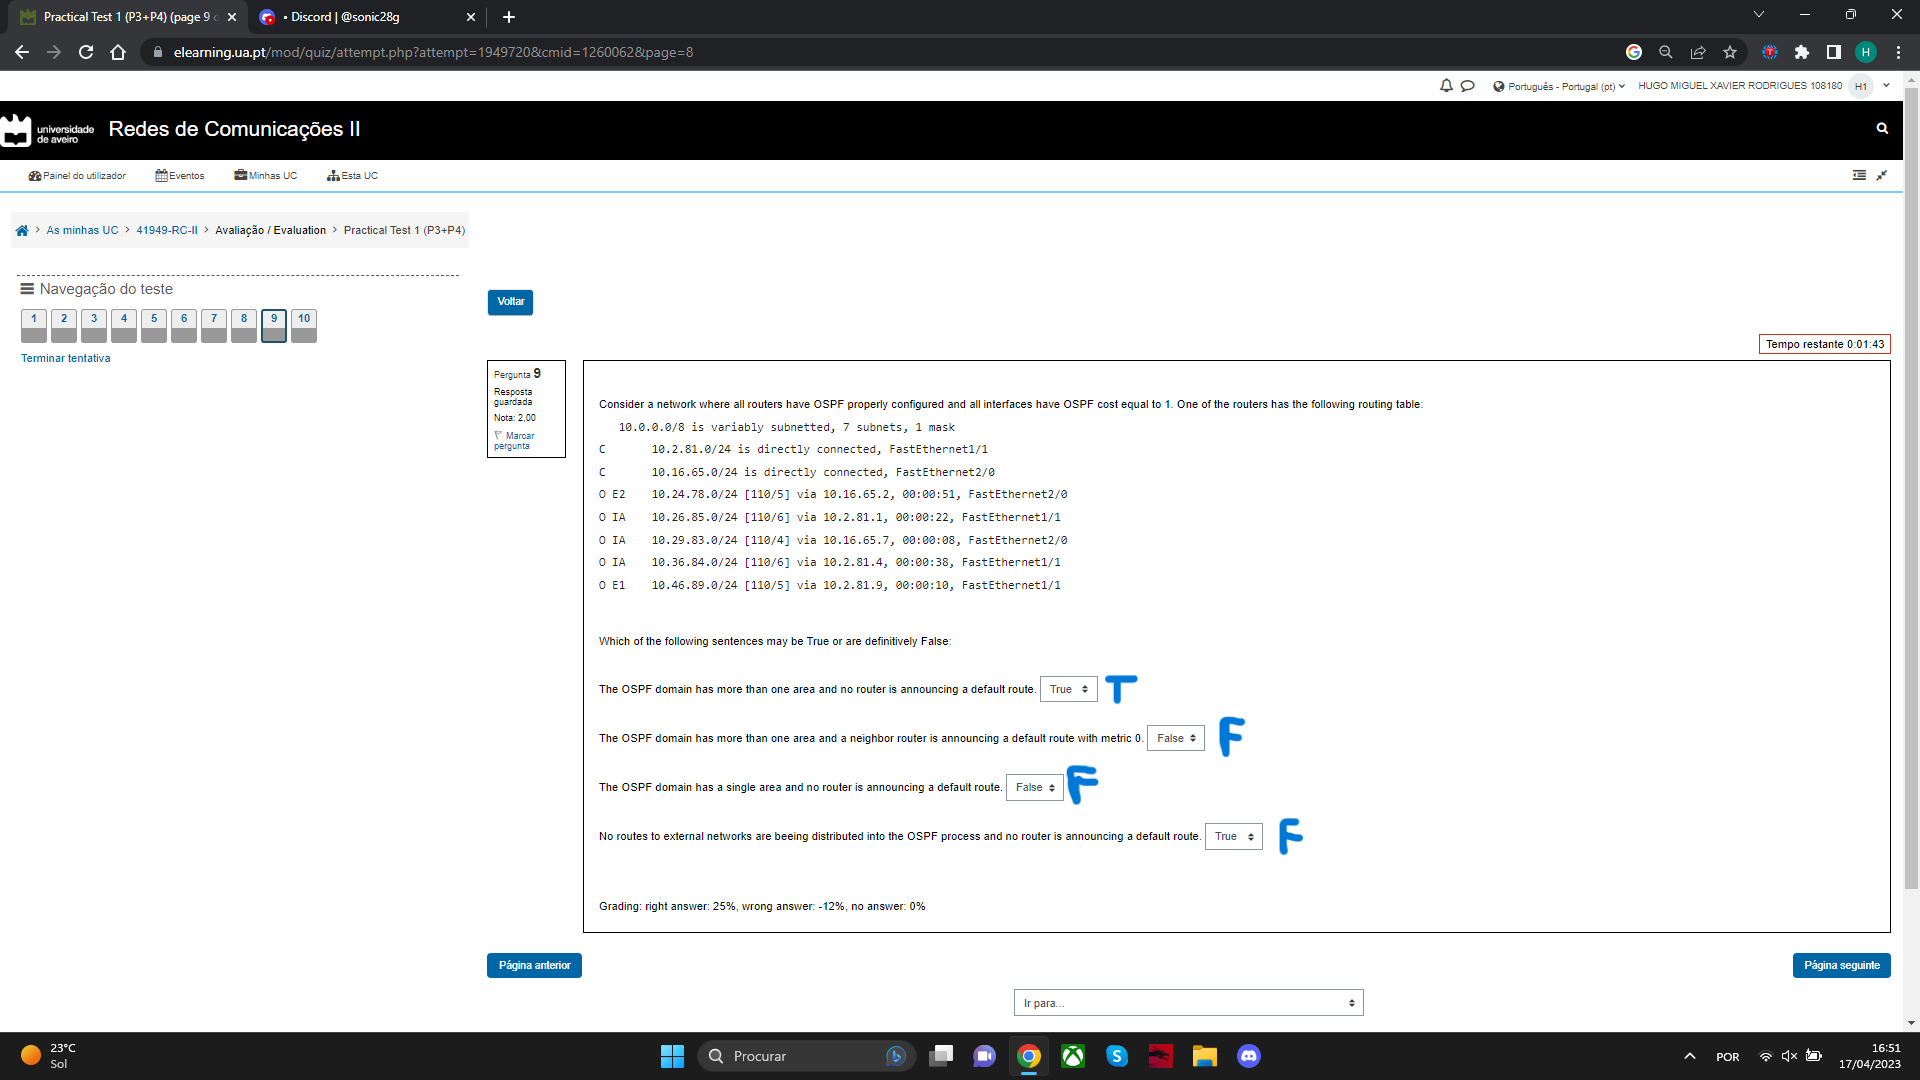 Practical Test 1 (P3+P4) (page 9 o
• Discord | @sonic28g
elearning.ua.pt/mod/quiz/attempt.php?attempt=1949720&cmid=1260062&page=8
H
Português - Portugal (pt)
HUGO MIGUEL XAVIER RODRIGUES 108180
H1
universidade de aveiro
Redes de Comunicações II
Painel do utilizador
Eventos
Minhas UC
Esta UC
As minhas UC > 41949-RC-II > Avaliação / Evaluation > Practical Test 1 (P3+P4)
Navegação do teste
1 2 3 4 5 6 7 8 9 10
Terminar tentativa
Voltar
Tempo restante 0:01:43
Pergunta 9
Resposta guardada
Nota: 2,00
Marcar pergunta
Consider a network where all routers have OSPF properly configured and all interfaces have OSPF cost equal to 1. One of the routers has the following routing table:
10.0.0.0/8 is variably subnetted, 7 subnets, 1 mask
C 10.2.81.0/24 is directly connected, FastEthernet1/1
C 10.16.65.0/24 is directly connected, FastEthernet2/0
O E2 10.24.78.0/24 [110/5] via 10.16.65.2, 00:00:51, FastEthernet2/0
O IA 10.26.85.0/24 [110/6] via 10.2.81.1, 00:00:22, FastEthernet1/1
O IA 10.29.83.0/24 [110/4] via 10.16.65.7, 00:00:08, FastEthernet2/0
O IA 10.36.84.0/24 [110/6] via 10.2.81.4, 00:00:38, FastEthernet1/1
O E1 10.46.89.0/24 [110/5] via 10.2.81.9, 00:00:10, FastEthernet1/1
Which of the following sentences may be True or are definitively False:
The OSPF domain has more than one area and no router is announcing a default route. True T
The OSPF domain has more than one area and a neighbor router is announcing a default route with metric 0. False F
The OSPF domain has a single area and no router is announcing a default route. False F
No routes to external networks are beeing distributed into the OSPF process and no router is announcing a default route. True F
Grading: right answer: 25%, wrong answer: -12%, no answer: 0%
Página anterior
Página seguinte
Ir para...
23°C
Sol
Procurar
POR
16:51
17/04/2023